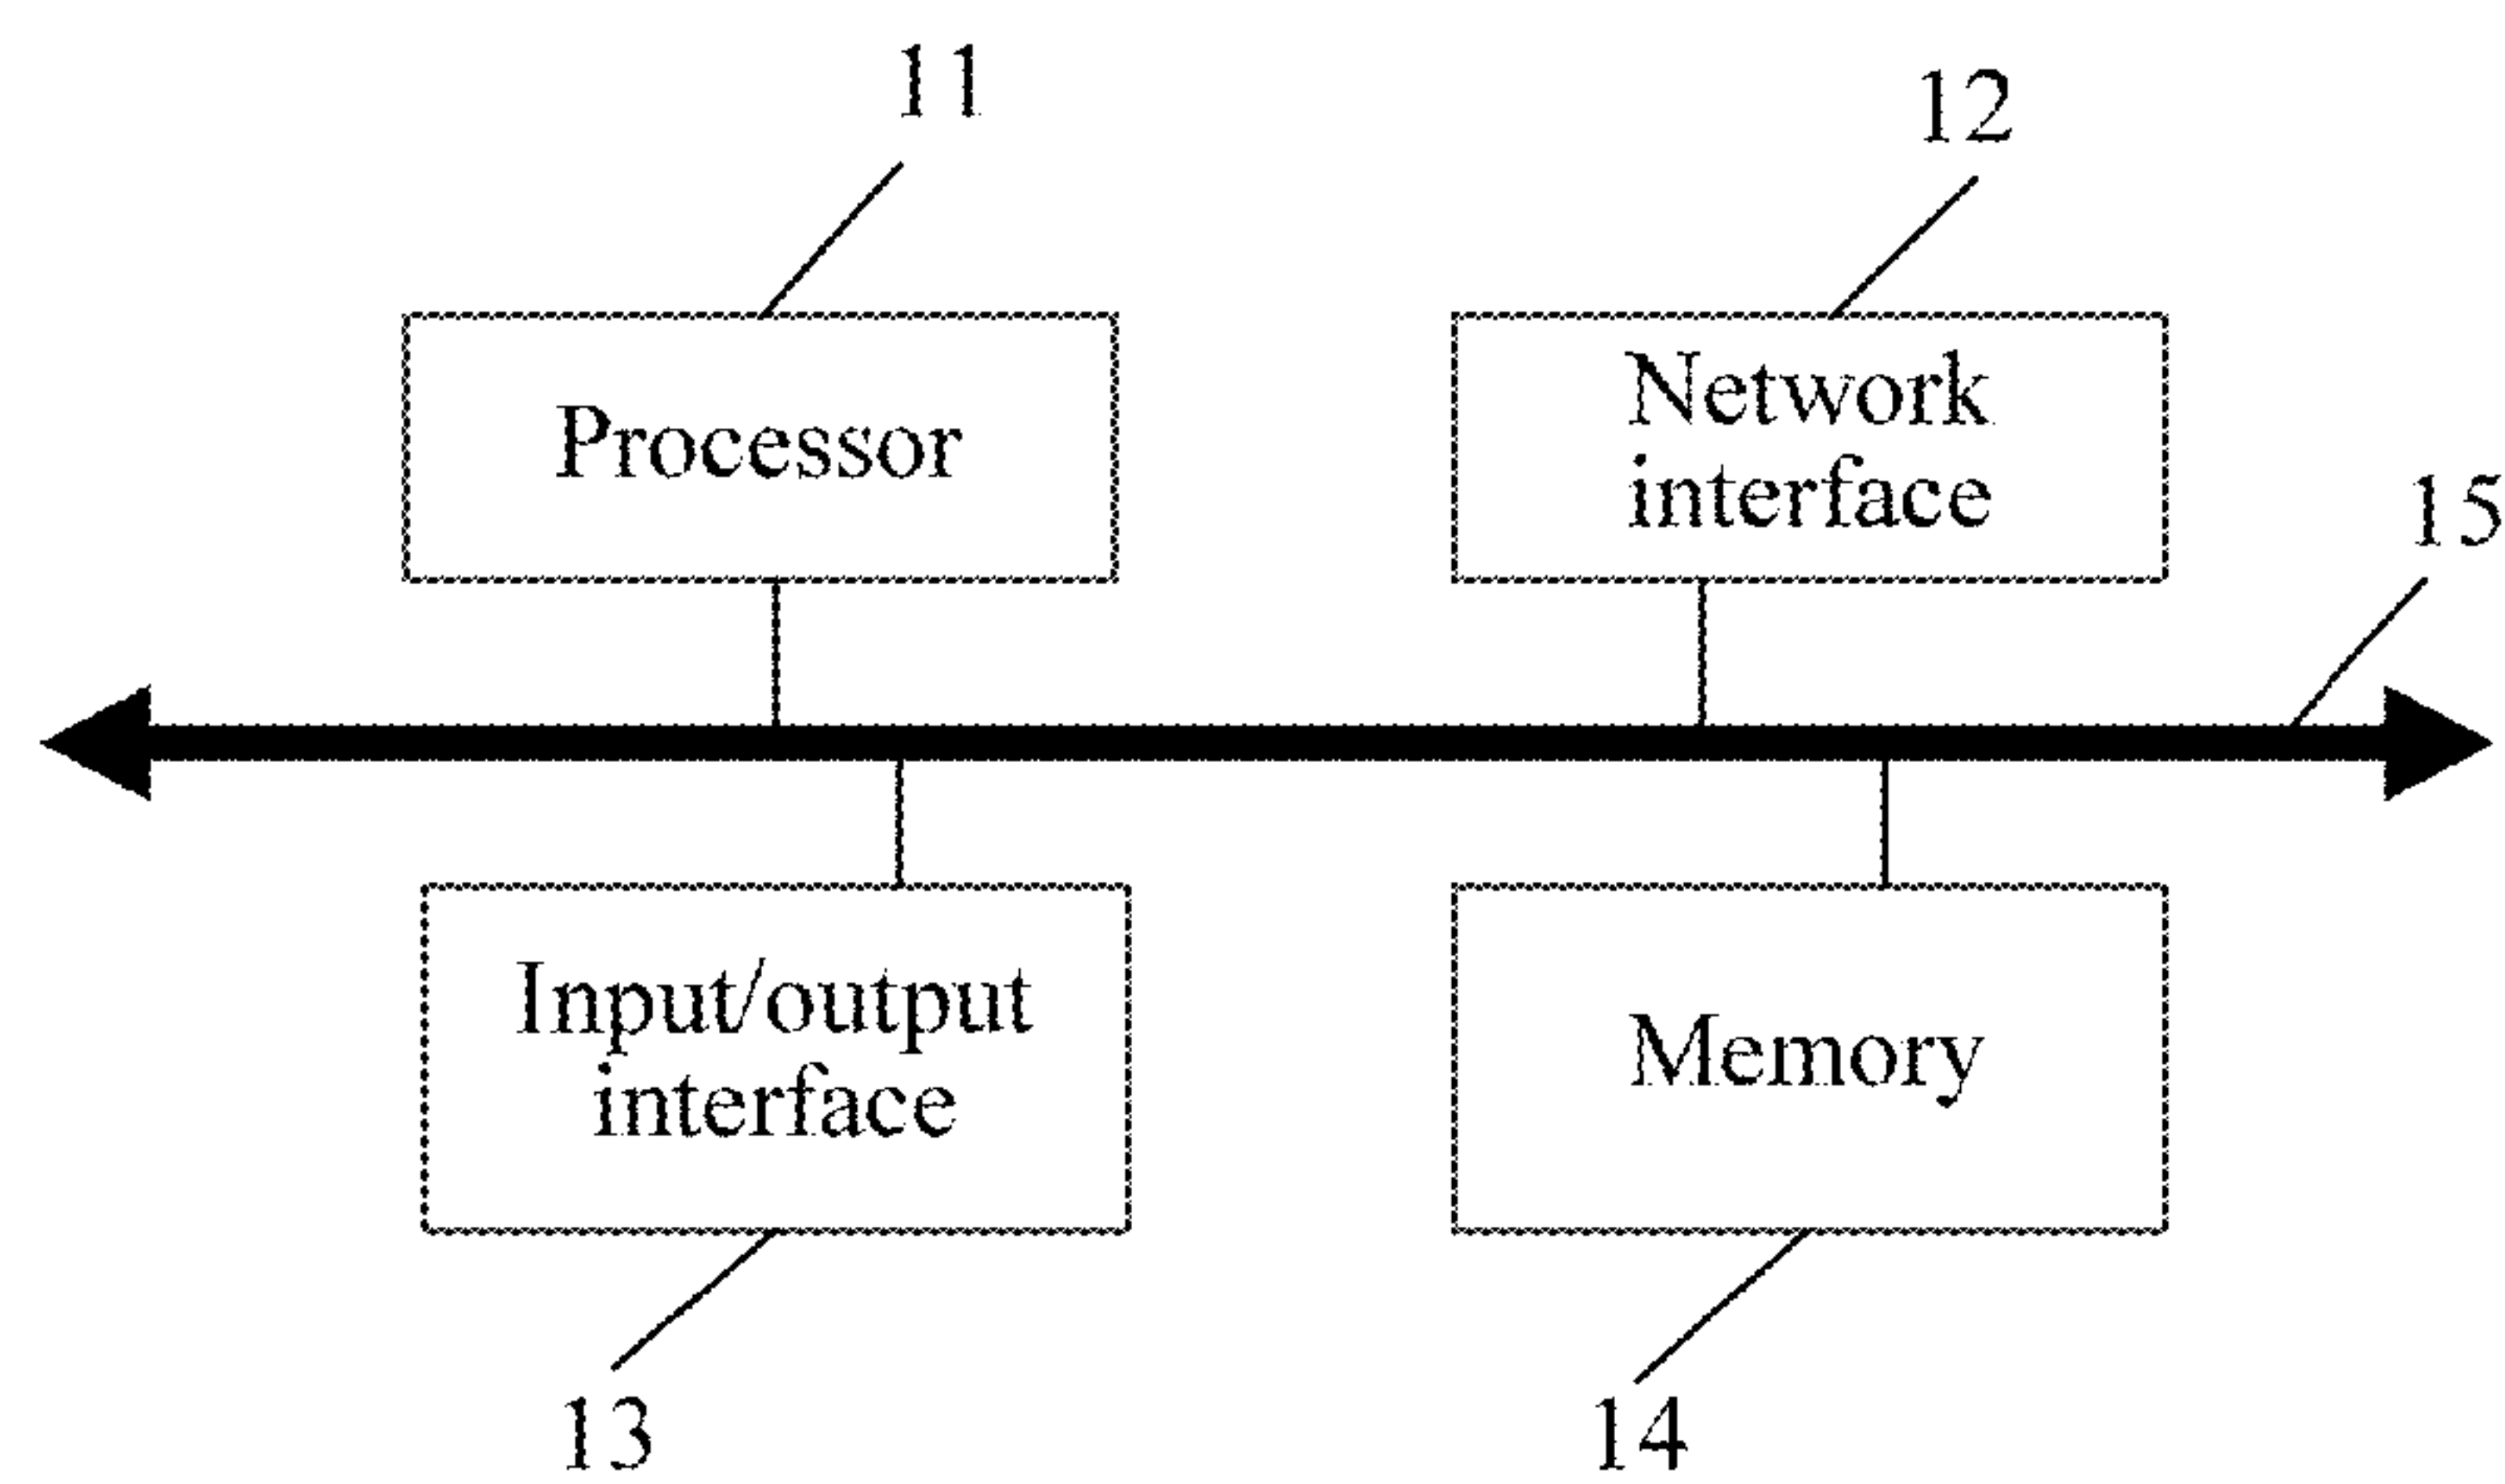 11
12
Processor
Network
interface
15
Input/output
interface
Memory
13
14